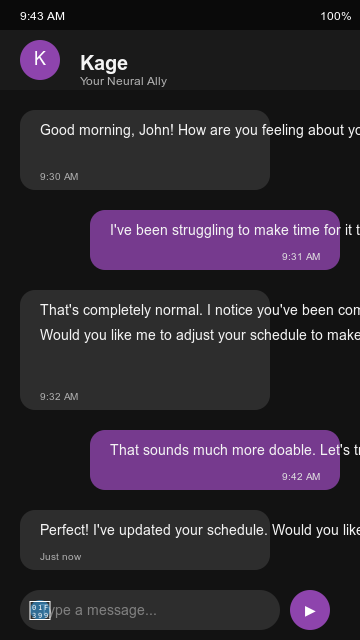 9:43 AM 100%
K
Kage
Your Neural Ally
Good morning, John! How are you feeling about
9:30 AM
I've been struggling to make time for it
9:31 AM
That's completely normal. I notice you've been
Would you like me to adjust your schedule to make
9:32 AM
That sounds much more doable. Let's
9:42 AM
Perfect! I've updated your schedule. Would you like
Just now
01F399
ype a message...